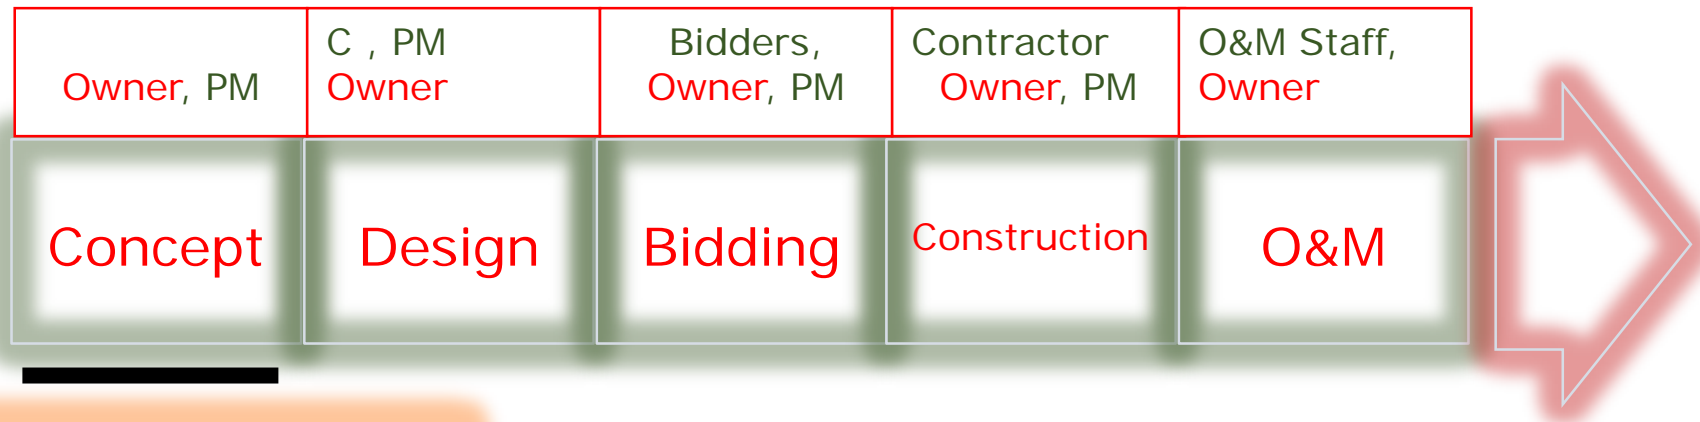 Owner, PM
C , PM
Owner
Bidders,
Owner, PM
Contractor
Owner, PM
O&M Staff,
Owner
Concept
Design
Bidding
Construction
O&M